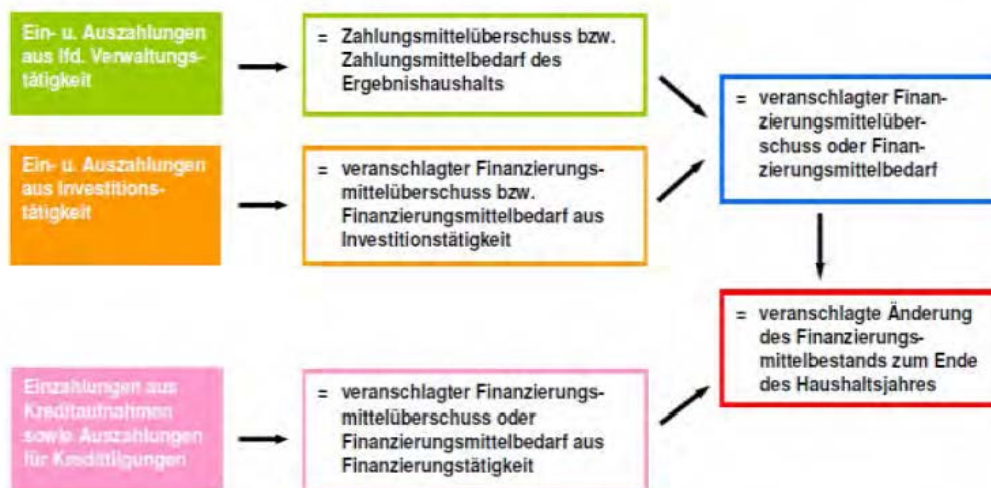 Ein- u. Auszahlungen
aus lfd. Verwaltungs-
tätigkeit
= Zahlungsmittelüberschuss bzw.
Zahlungsmittelbedarf des
Ergebnishaushalts
= veranschlagter Finan-
zierungsmittelüber-
schuss oder Finan-
zierungsmittelbedarf
Ein- u. Auszahlungen
aus Investitions-
tätigkeit
= veranschlagter Finanzierungs-
mittelüberschuss bzw.
Finanzierungsmittelbedarf aus
Investitionstätigkeit
= veranschlagte Änderung
des Finanzierungs-
mittelbestands zum Ende
des Haushaltsjahres
Einzahlungen aus
Kreditaufnahmen
sowie Auszahlungen
für Kredittilgungen
= veranschlagter Finanzierungs-
mittelüberschuss oder
Finanzierungsmittelbedarf aus
Finanzierungstätigkeit